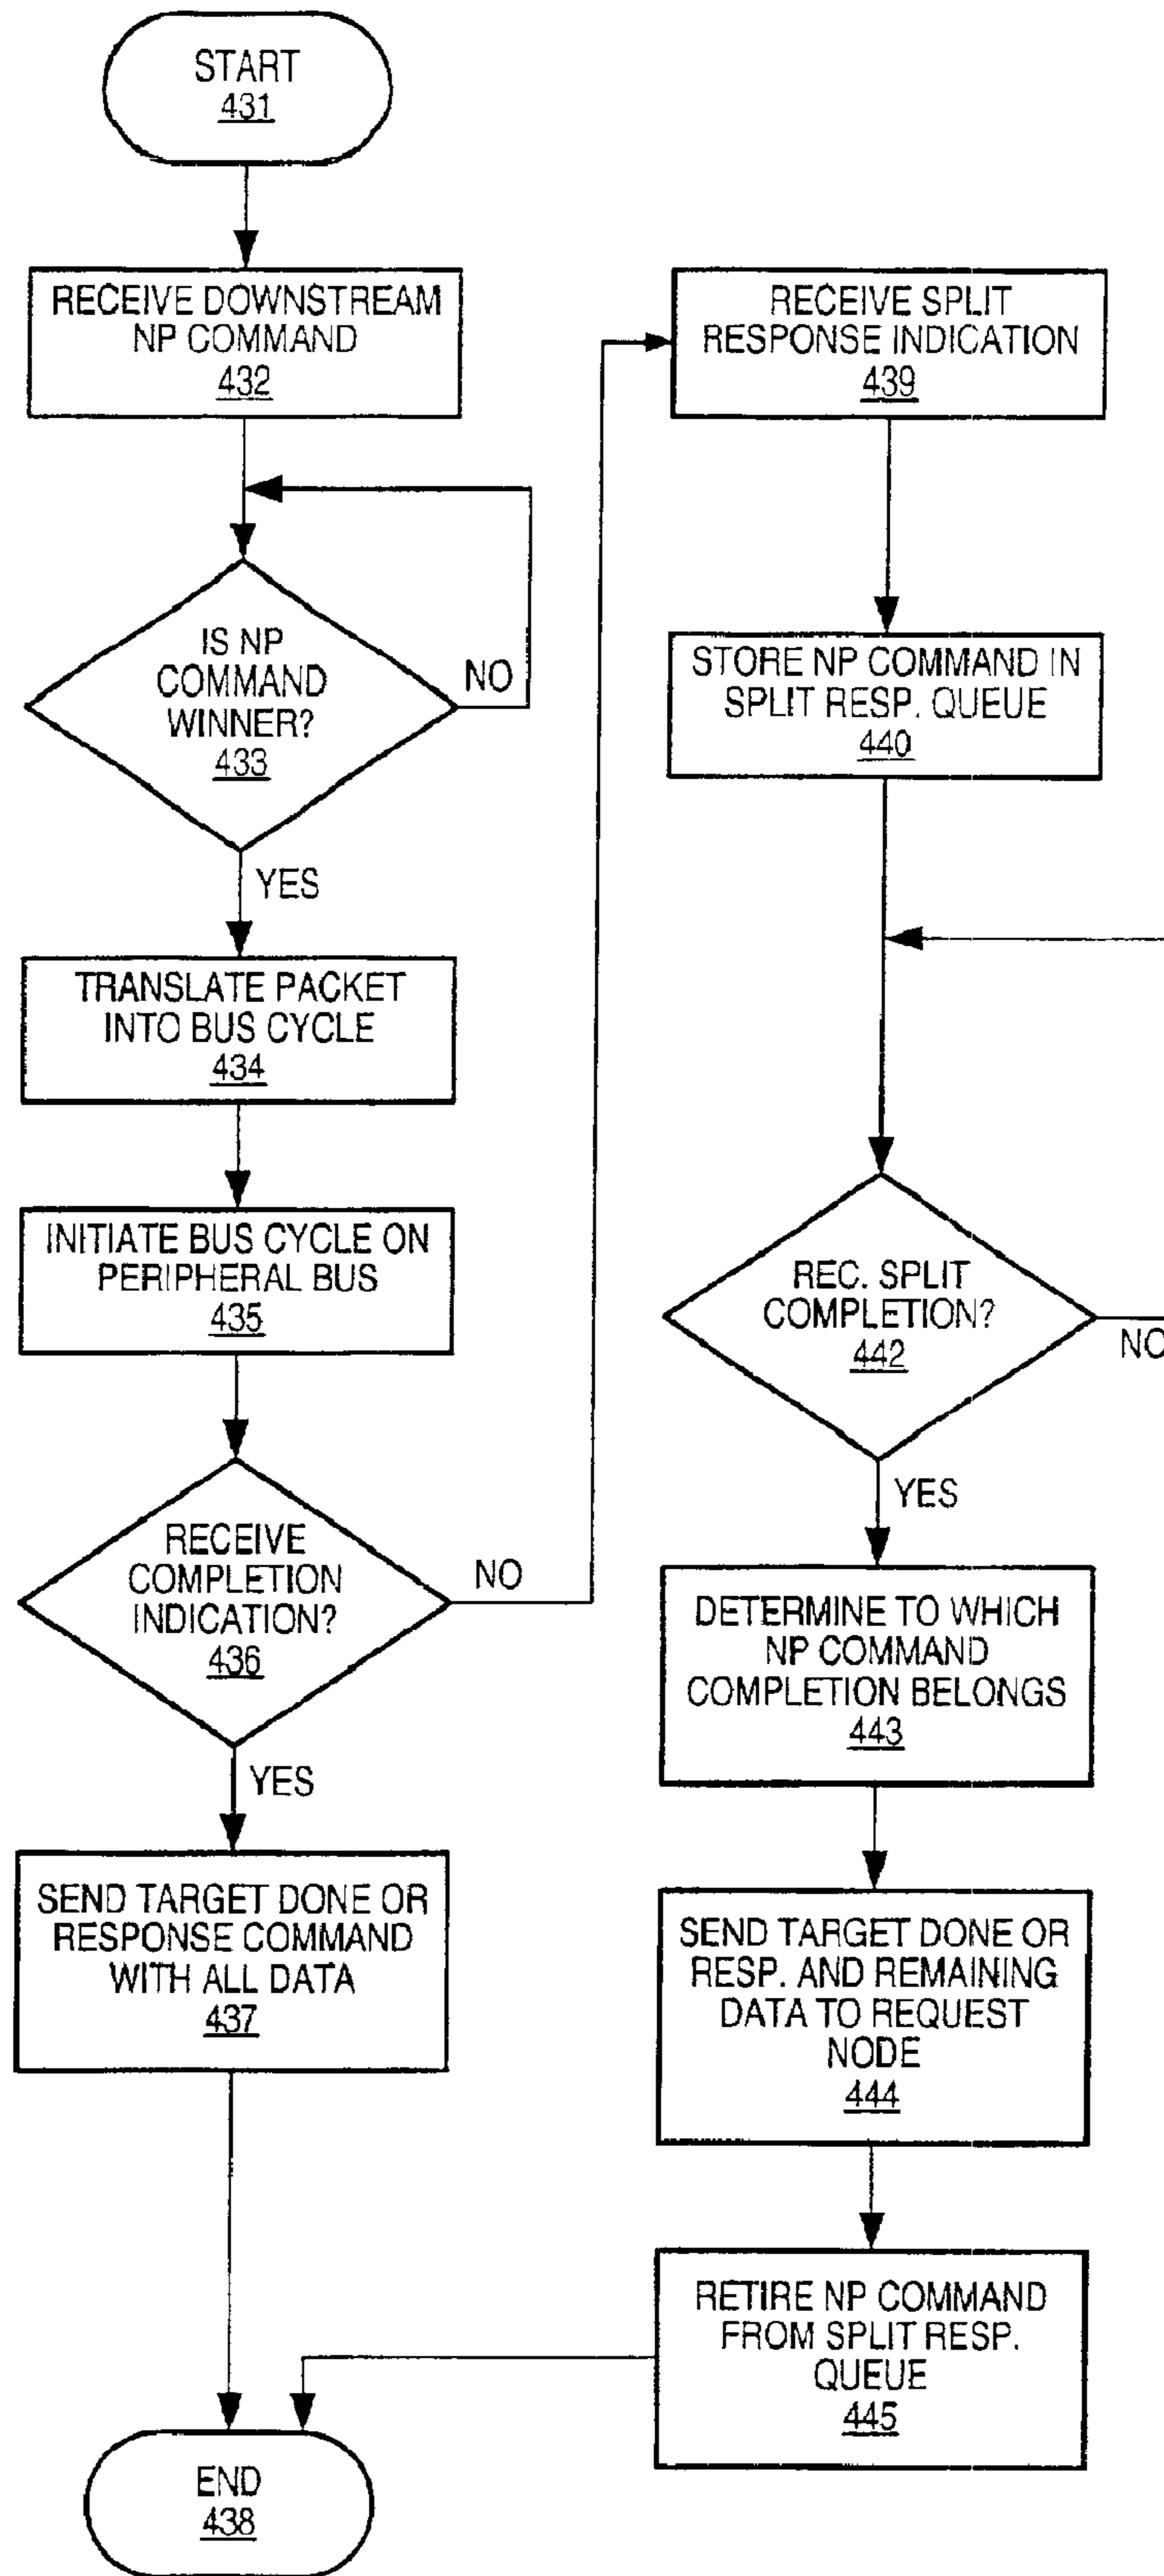 START
431
RECEIVE DOWNSTREAM
NP COMMAND
432
IS NP
COMMAND
WINNER?
433
NO
YES
TRANSLATE PACKET
INTO BUS CYCLE
434
INITIATE BUS CYCLE ON
PERIPHERAL BUS
435
RECEIVE
COMPLETION
INDICATION?
436
NO
YES
SEND TARGET DONE OR
RESPONSE COMMAND
WITH ALL DATA
437
END
438
RECEIVE SPLIT
RESPONSE INDICATION
439
STORE NP COMMAND IN
SPLIT RESP. QUEUE
440
REC. SPLIT
COMPLETION?
442
NO
YES
DETERMINE TO WHICH
NP COMMAND
COMPLETION BELONGS
443
SEND TARGET DONE OR
RESP. AND REMAINING
DATA TO REQUEST
NODE
444
RETIRE NP COMMAND
FROM SPLIT RESP.
QUEUE
445